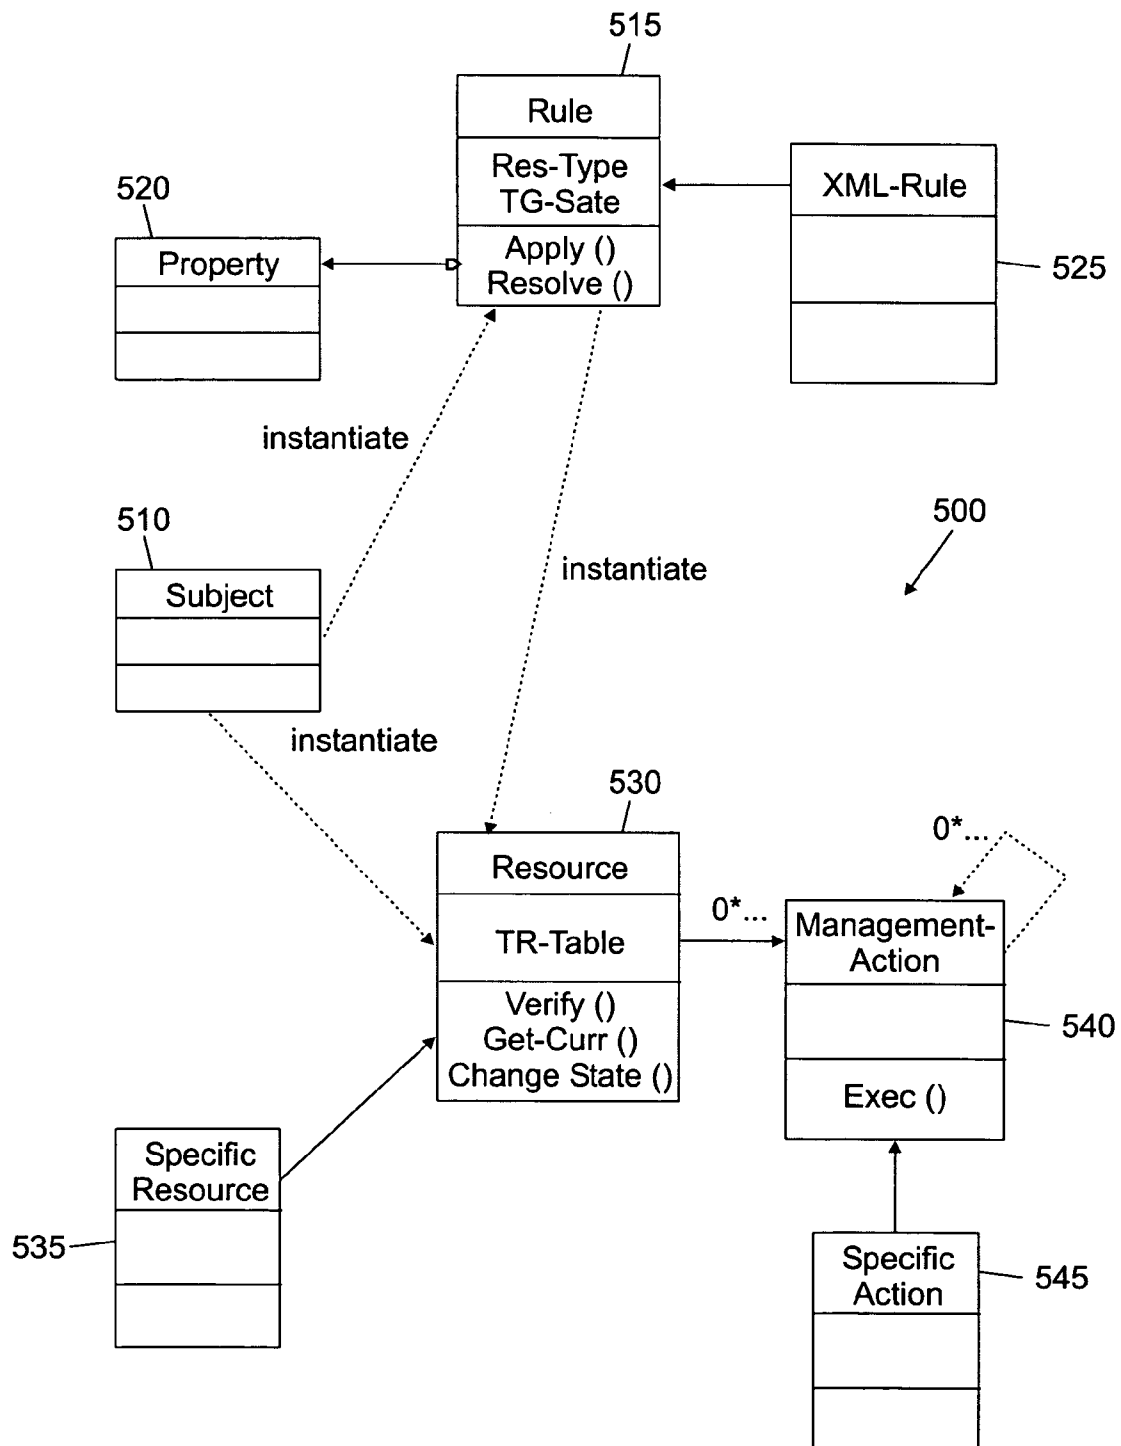 515
Rule
Res-Type
TG-Sate
Apply ()
Resolve ()
XML-Rule
525
520
Property
instantiate
instantiate
500
510
Subject
instantiate
530
Resource
TR-Table
Verify ()
Get-Curr ()
Change State ()
0*...
0*...
Management-
Action
540
Exec ()
Specific
Resource
535
Specific
Action
545